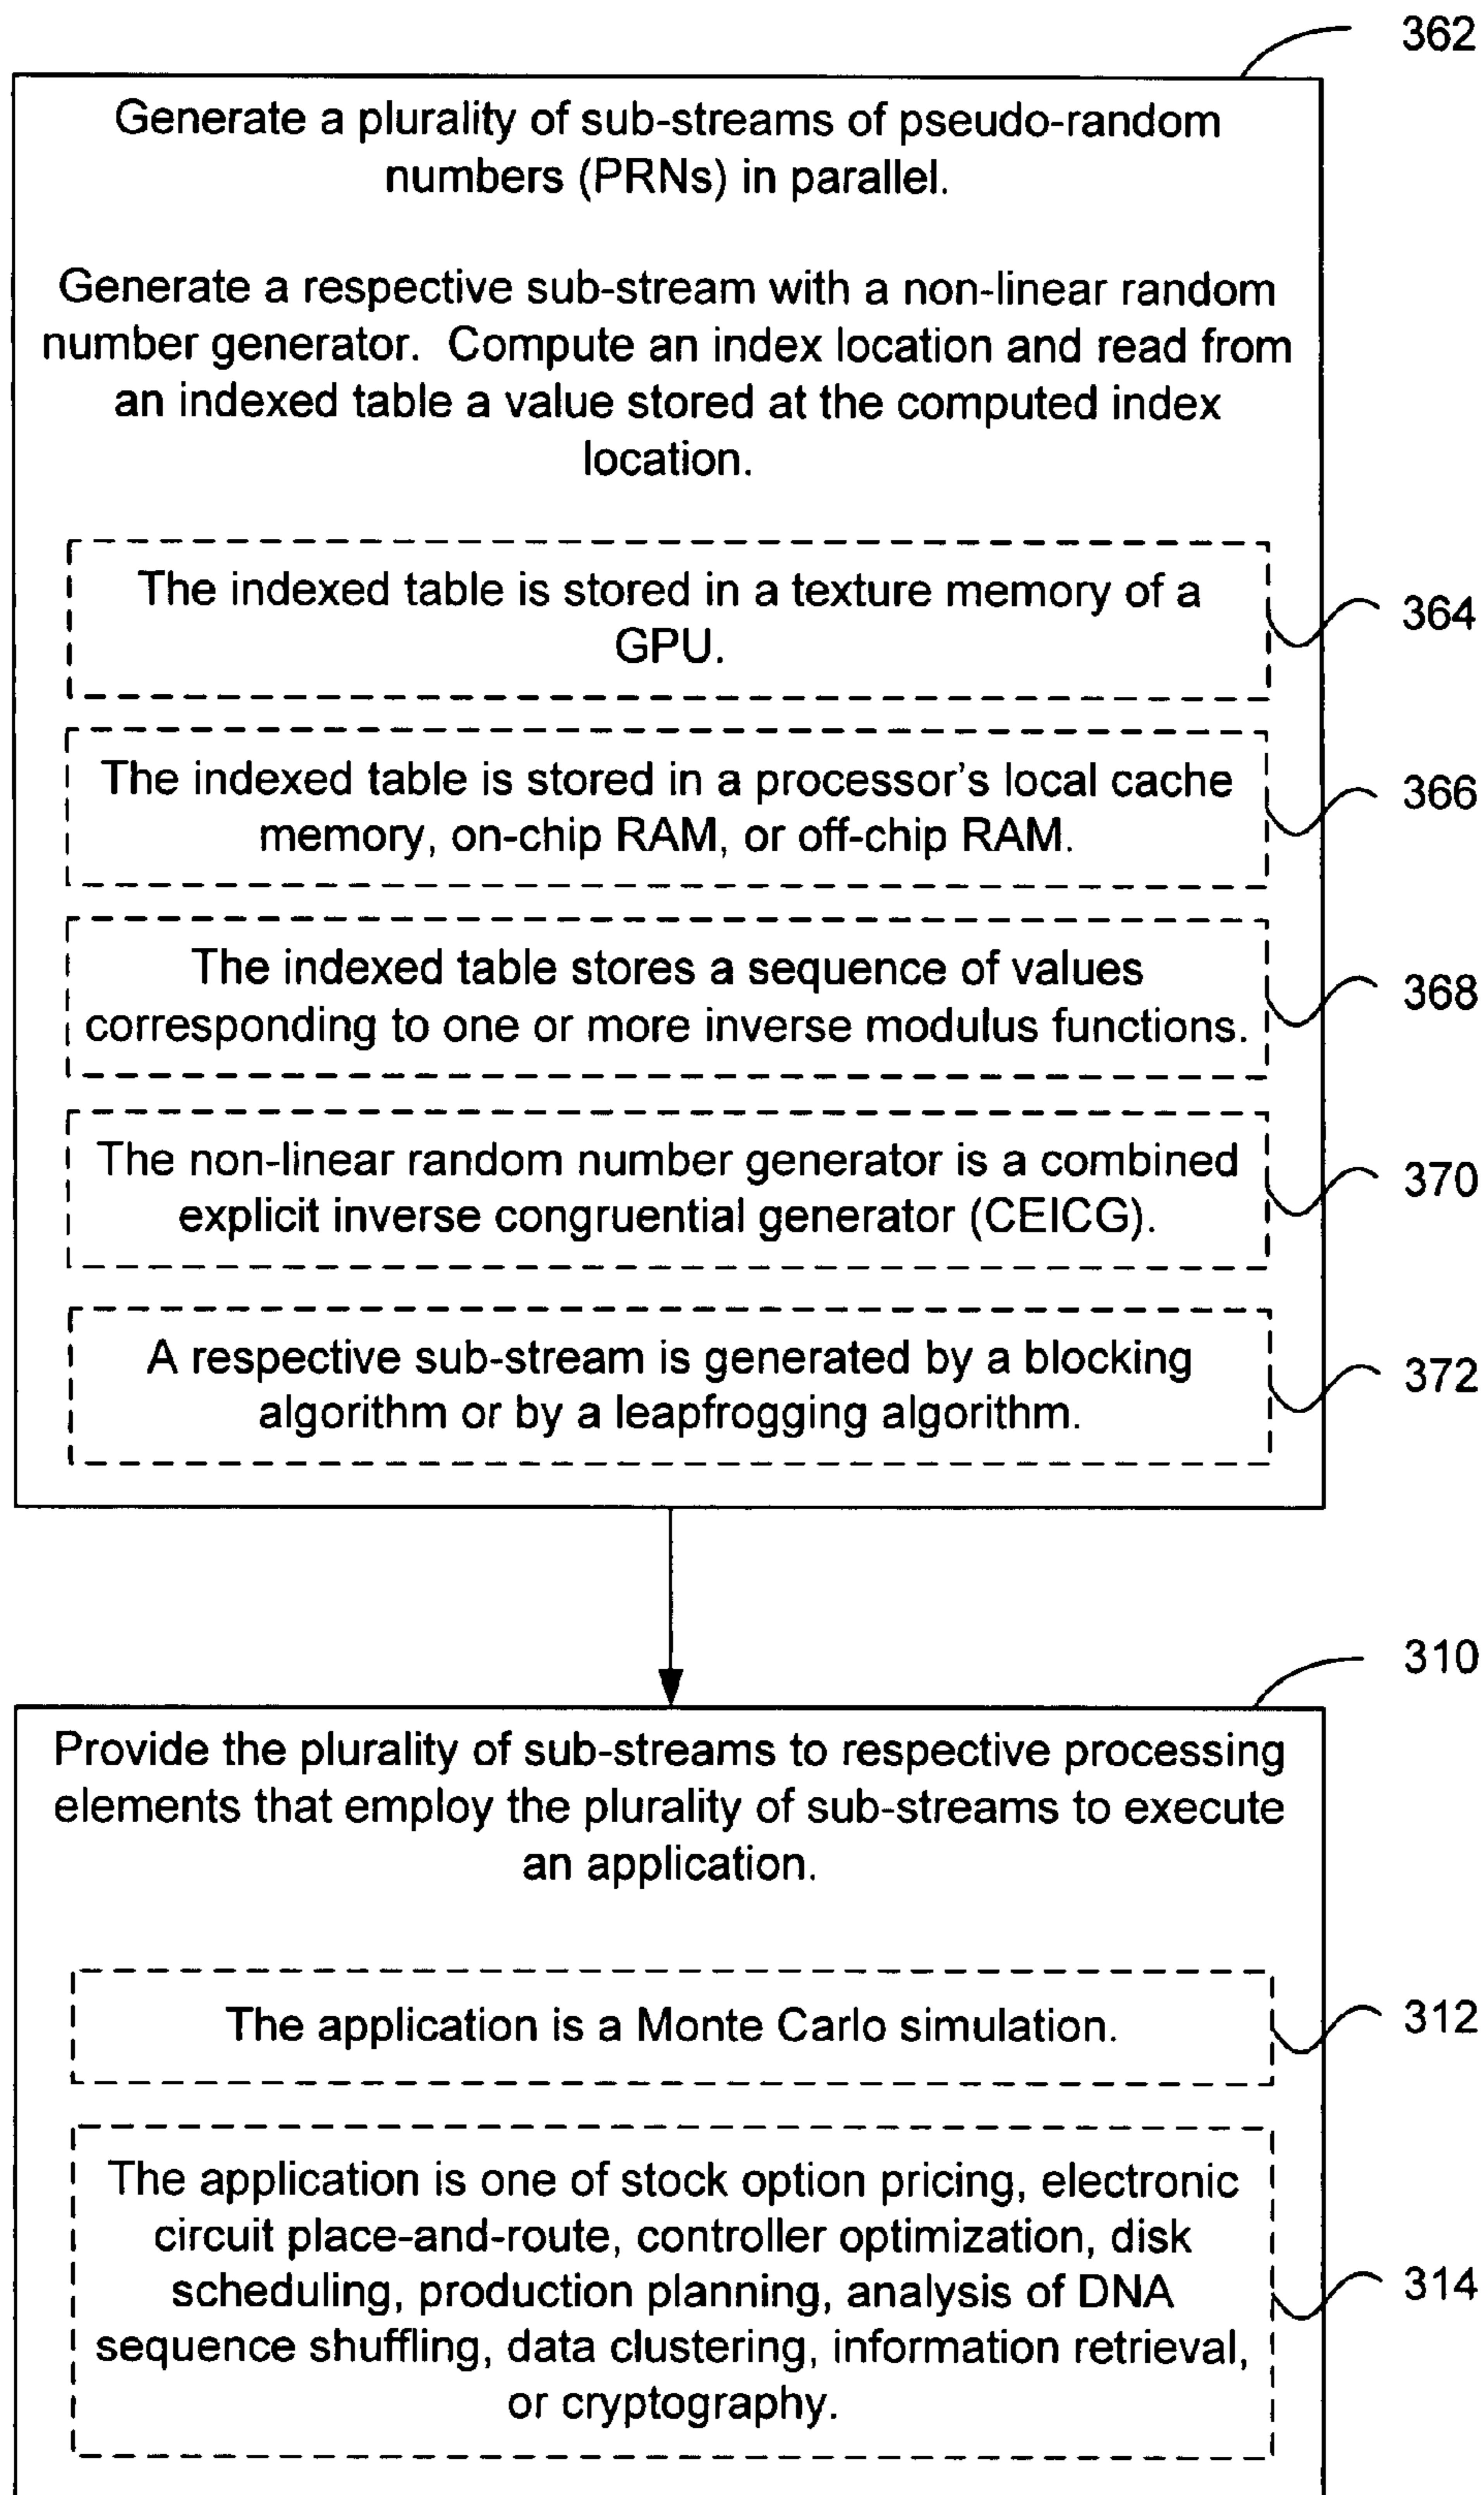 362
Generate a plurality of sub-streams of pseudo-random
numbers (PRNs) in parallel.
Generate a respective sub-stream with a non-linear random
number generator.  Compute an index location and read from
an indexed table a value stored at the computed index
location.
The indexed table is stored in a texture memory of a
GPU.
364
The indexed table is stored in a processor's local cache
memory, on-chip RAM, or off-chip RAM.
366
The indexed table stores a sequence of values
corresponding to one or more inverse modulus functions.
368
The non-linear random number generator is a combined
explicit inverse congruential generator (CEICG).
370
A respective sub-stream is generated by a blocking
algorithm or by a leapfrogging algorithm.
372
310
Provide the plurality of sub-streams to respective processing
elements that employ the plurality of sub-streams to execute
an application.
The application is a Monte Carlo simulation.
312
The application is one of stock option pricing, electronic
circuit place-and-route, controller optimization, disk
scheduling, production planning, analysis of DNA
sequence shuffling, data clustering, information retrieval,
or cryptography.
314